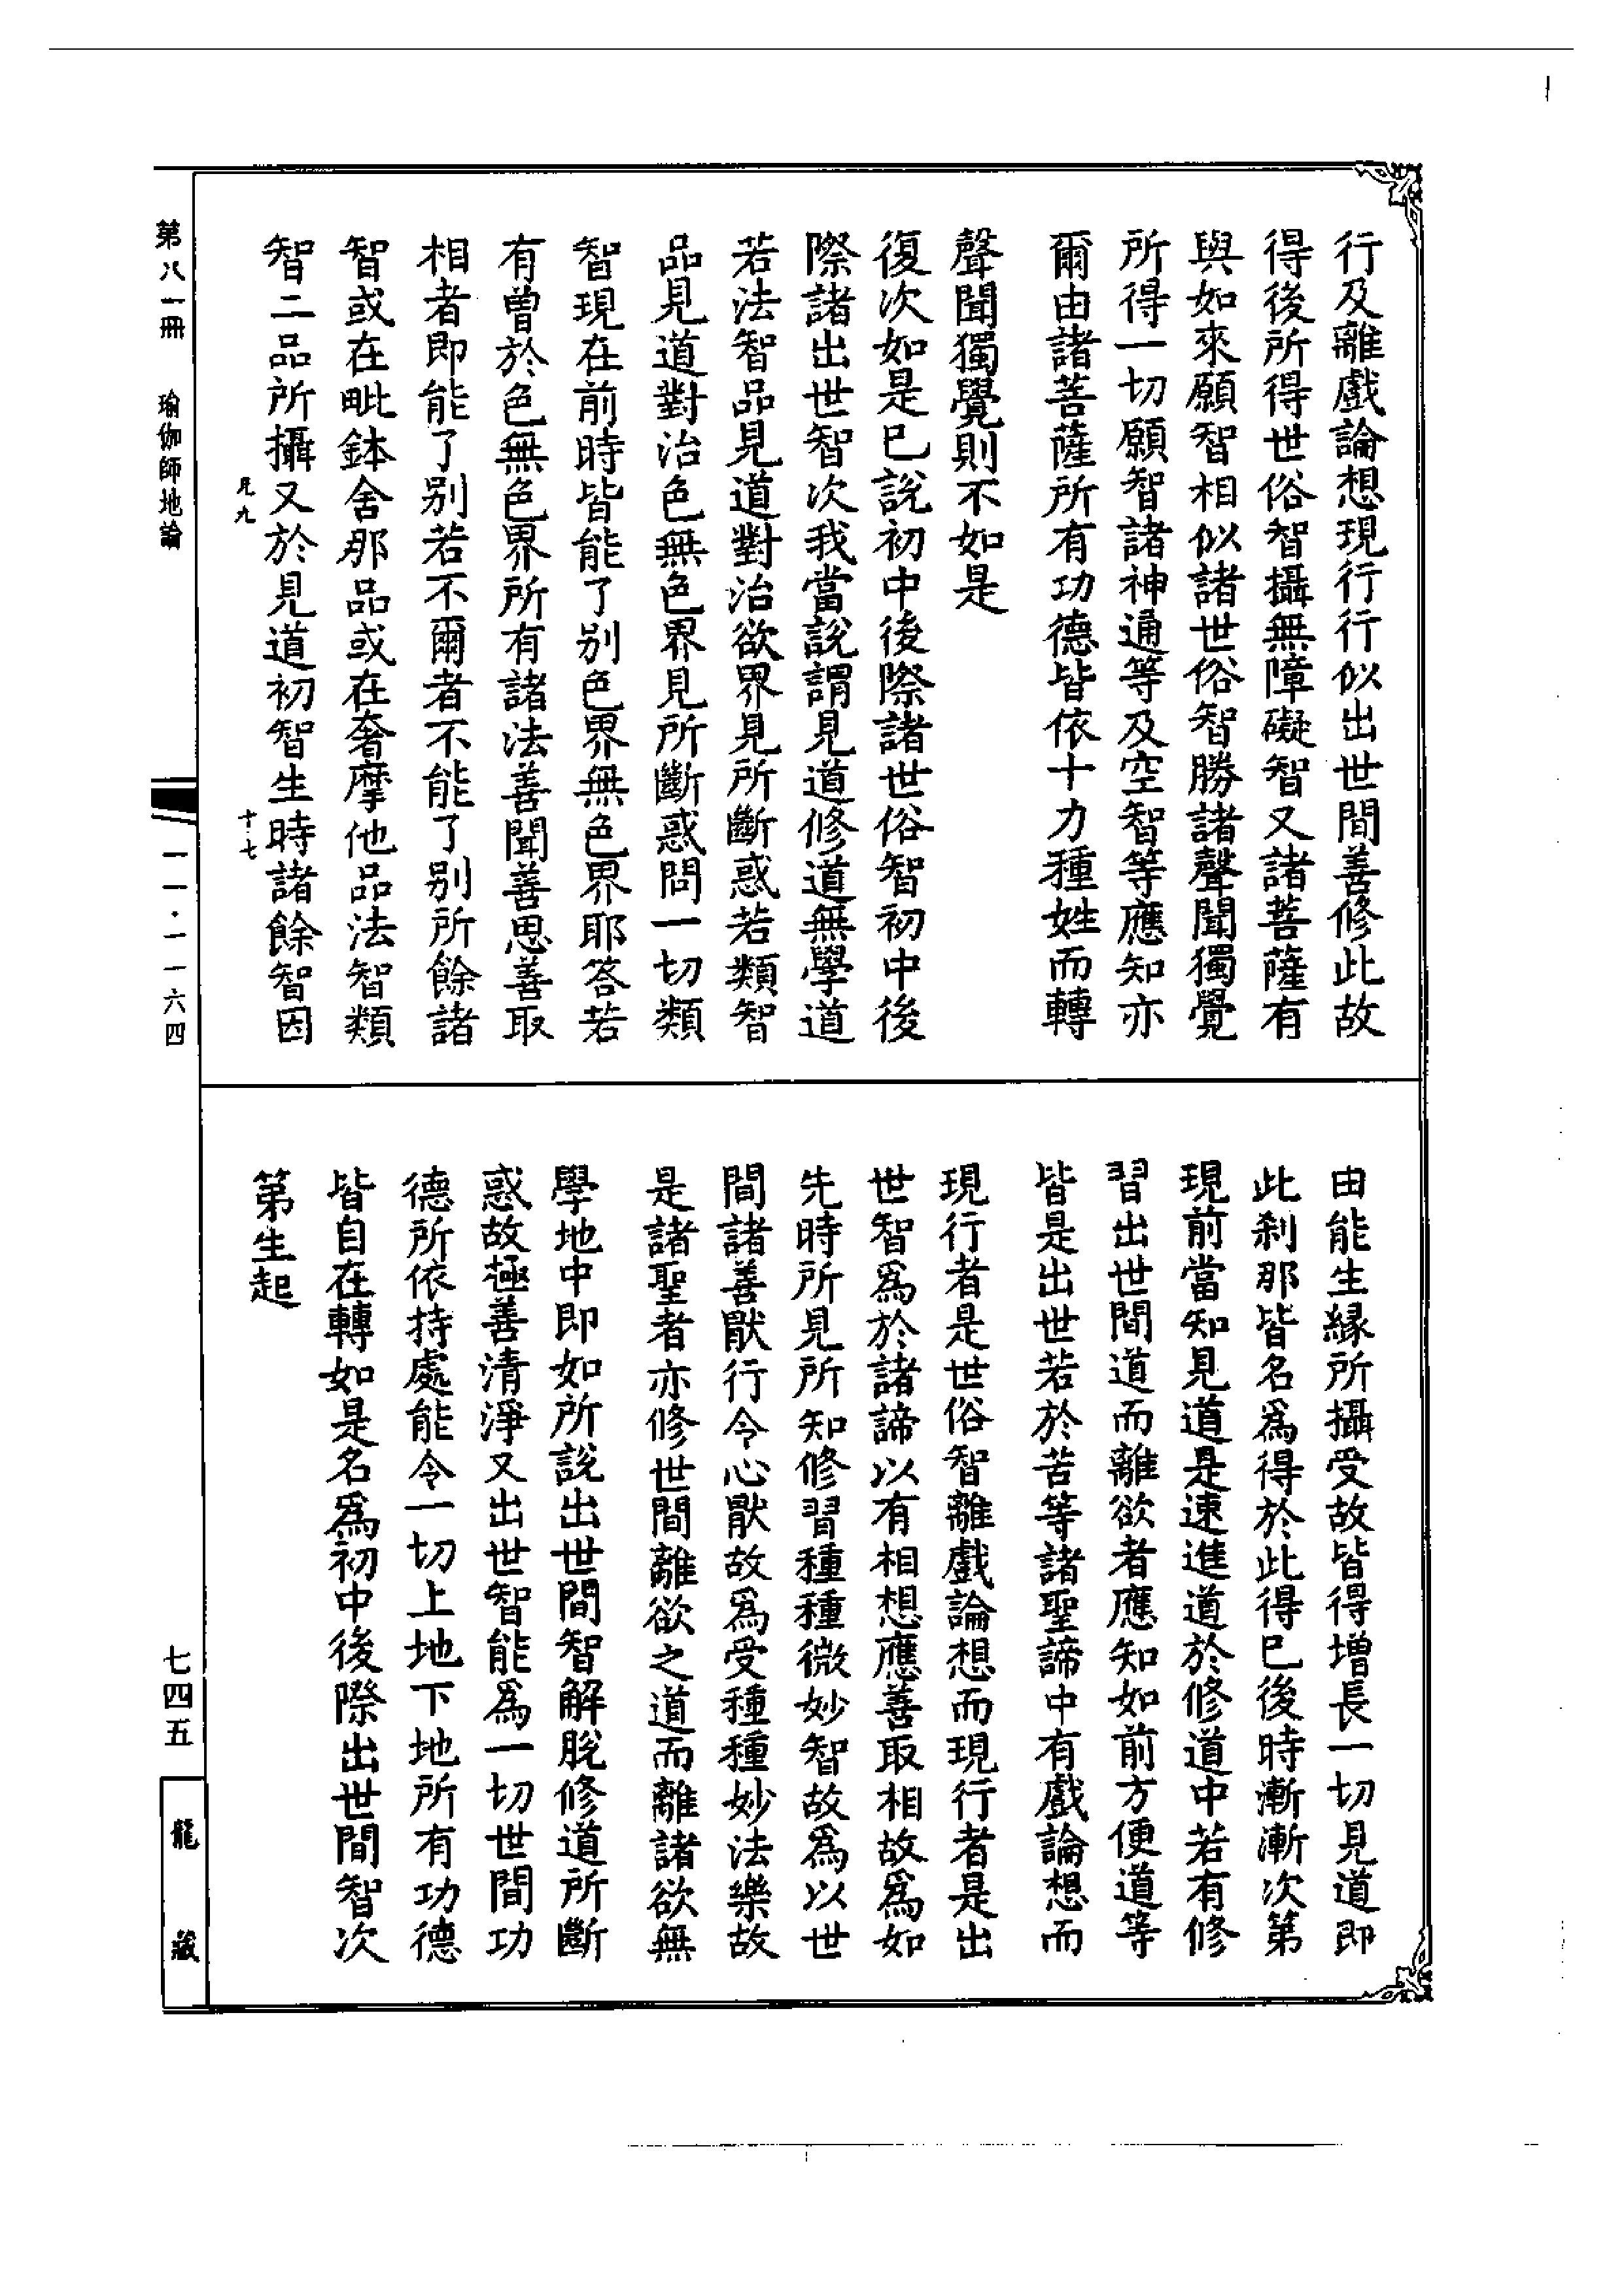 行及離戲論想現行行似出世間善修此故
得後所得世俗智攝無障礙智又諸菩薩有
與如來願智相似諸世俗智勝諸聲聞獨覺
所得一切願智諸神通等及空智等應知亦
爾由諸菩薩所有功德皆依十力種姓而轉
聲聞獨覺則不如是
復次如是已說初中後際諸世俗智初中後
際諸出世智次我當說謂見道修道無學道
若法智品見道對治欲界見所斷惑若類智
品見道對治色無色界見所斷惑問一切類
智現在前時皆能了别色界無色界耶答若
有曾於色無色界所有諸法善聞善思善取
相者即能了别若不爾者不能了别所餘諸
智或在毗鉢舍那品或在奢摩他品法智類
智二品所攝又於見道初智生時諸餘智因
由能生緣所攝受故皆得增長一切見道即
此剎那皆名爲得於此得已後時漸漸次第
現前當知見道是速進道於修道中若有修
習出世間道而離欲者應知如前方便道等
皆是出世若於苦等諸聖諦中有戲論想而
現行者是世俗智離戲論想而現行者是出
世智爲於諸諦以有相想應善取相故爲如
先時所見所知修習種種微妙智故爲以世
間諸善猒行令心猒故爲受種種妙法樂故
是諸聖者亦修世間離欲之道而離諸欲無
學地中即如所說出世間智解脫修道所斷
惑故極善清淨又出世智能爲一切世間功
德所依持處能令一切上地下地所有功德
皆自在轉如是名爲初中後際出世間智次
第生起
第八一冊 瑜伽師地論
一一·一一六四
七四五
龍藏
十七